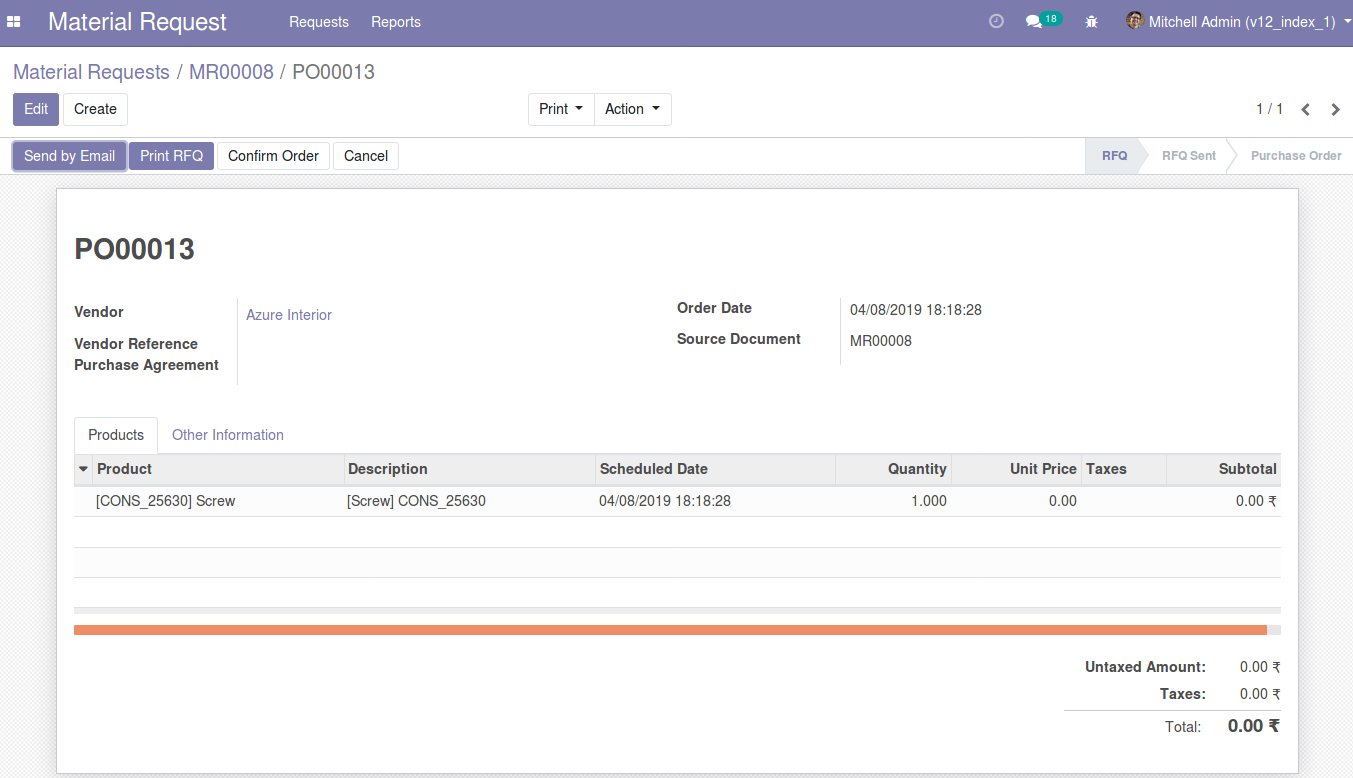 Material Request Requests Reports 18 Mitchell Admin (v12_index_1)
Material Requests / MR00008 / PO00013
Edit Create Print Action 1 / 1
Send by Email Print RFQ Confirm Order Cancel RFQ RFQ Sent Purchase Order
PO00013
Vendor Azure Interior
Vendor Reference
Purchase Agreement
Order Date 04/08/2019 18:18:28
Source Document MR00008
Products Other Information
Product Description Scheduled Date Quantity Unit Price Taxes Subtotal
[CONS_25630] Screw [Screw] CONS_25630 04/08/2019 18:18:28 1.000 0.00 0.00 ₹
Untaxed Amount: 0.00 ₹
Taxes: 0.00 ₹
Total: 0.00 ₹